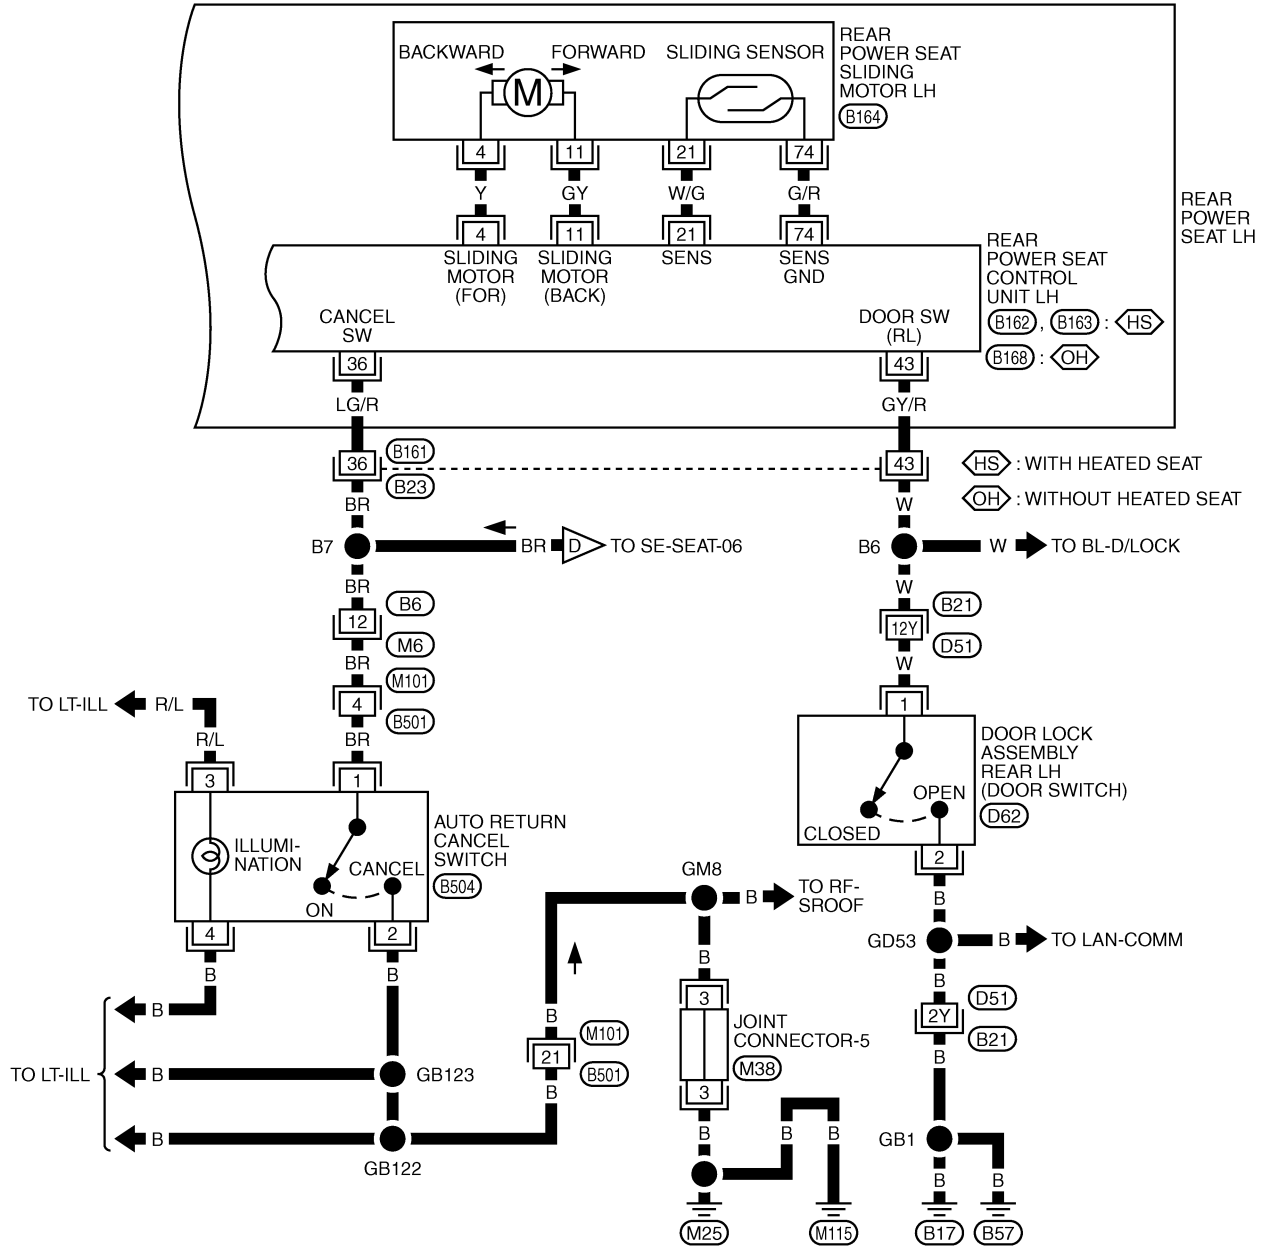 BACKWARD
FORWARD
SLIDING SENSOR
M
REAR
POWER SEAT
SLIDING
MOTOR LH
B164
4
11
21
74
Y
GY
W/G
G/R
4
11
21
74
SLIDING
MOTOR
(FOR)
SLIDING
MOTOR
(BACK)
SENS
SENS
GND
REAR
POWER
SEAT LH
REAR
POWER SEAT
CONTROL
UNIT LH
B162 , B163 : HS
B168 : OH
CANCEL
SW
DOOR SW
(RL)
36
43
LG/R
GY/R
36
B161
B23
43
HS : WITH HEATED SEAT
OH : WITHOUT HEATED SEAT
BR
W
B7
BR
D
TO SE-SEAT-06
B6
W
TO BL-D/LOCK
BR
W
12
B6
M6
12Y
B21
D51
BR
W
M101
4
B501
1
TO LT-ILL
R/L
R/L
BR
3
1
DOOR LOCK
ASSEMBLY
REAR LH
(DOOR SWITCH)
D62
OPEN
CLOSED
2
ILLUMI-
NATION
CANCEL
ON
AUTO RETURN
CANCEL
SWITCH
B504
4
2
GM8
B
TO RF-
SROOF
B
GD53
B
TO LAN-COMM
B
B
B
B
B
3
JOINT
CONNECTOR-5
M38
3
D51
2Y
B21
B
B
M101
21
B501
B
TO LT-ILL
B
B
B
GB123
GB122
B
B
B
B
GB1
B
B
M25
M115
B17
B57